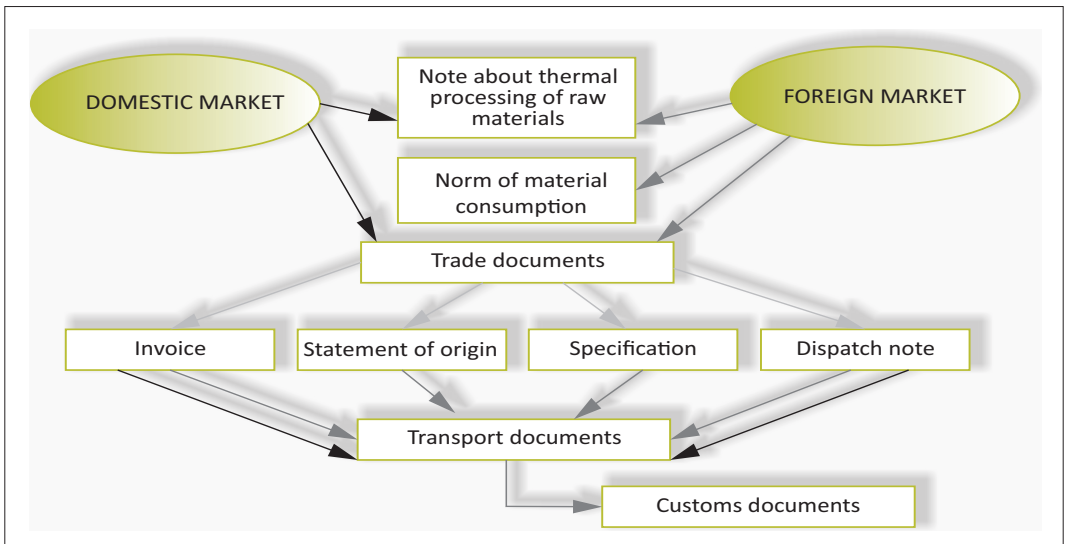 DOMESTIC MARKET
Note about thermal
processing of raw
materials
FOREIGN MARKET
Norm of material
consumption
Trade documents
Invoice
Statement of origin
Specification
Dispatch note
Transport documents
Customs documents